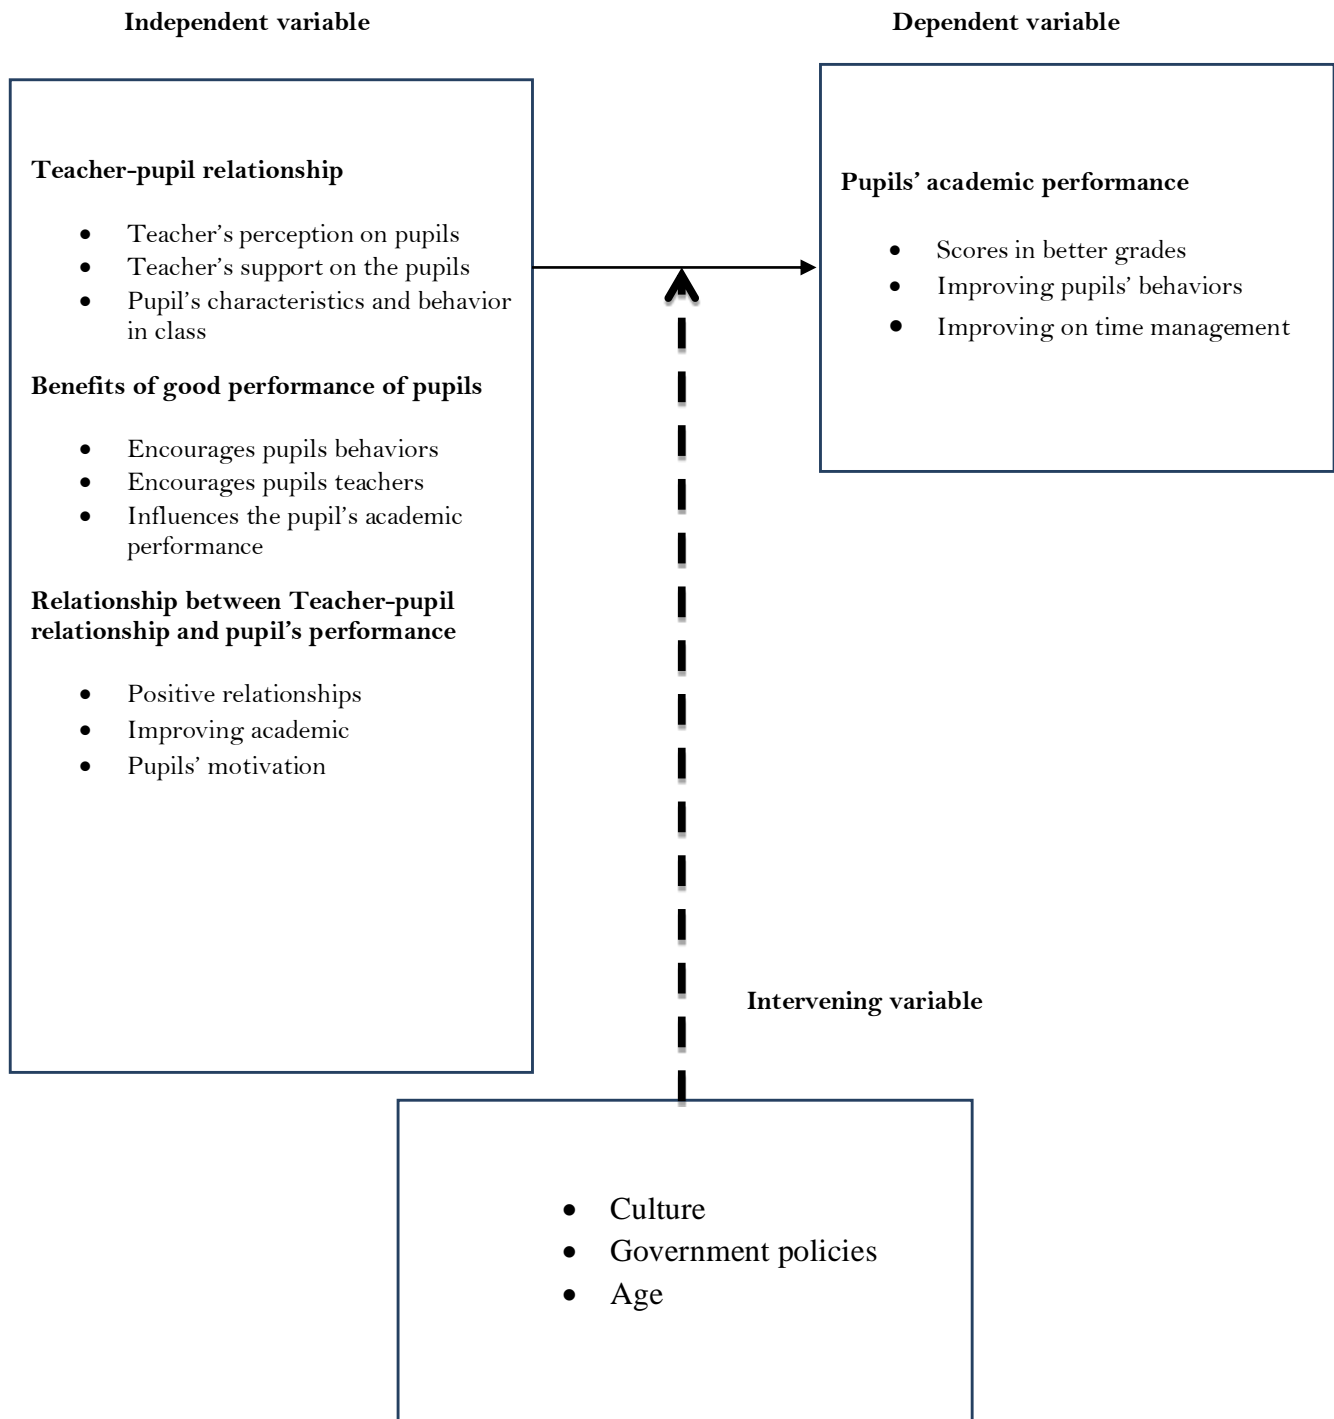 Independent variable
Dependent variable
Teacher-pupil relationship
• Teacher’s perception on pupils
• Teacher’s support on the pupils
• Pupil’s characteristics and behavior
in class
Benefits of good performance of pupils
• Encourages pupils behaviors
• Encourages pupils teachers
• Influences the pupil’s academic
performance
Relationship between Teacher-pupil
relationship and pupil’s performance
• Positive relationships
• Improving academic
• Pupils’ motivation
Pupils’ academic performance
• Scores in better grades
• Improving pupils’ behaviors
• Improving on time management
Intervening variable
• Culture
• Government policies
• Age